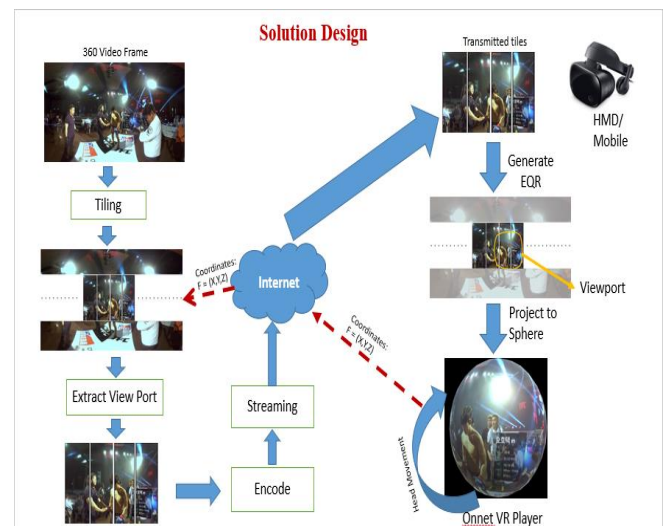 Solution Design
360 Video Frame
Tiling
Coordinates:
F = (X,Y,Z)
Extract View Port
Encode
Streaming
Internet
Transmitted tiles
HMD/
Mobile
Generate
EQR
Viewport
Project to
Sphere
Coordinates:
F = (X,Y,Z)
Head Movement
Onnet VR Player